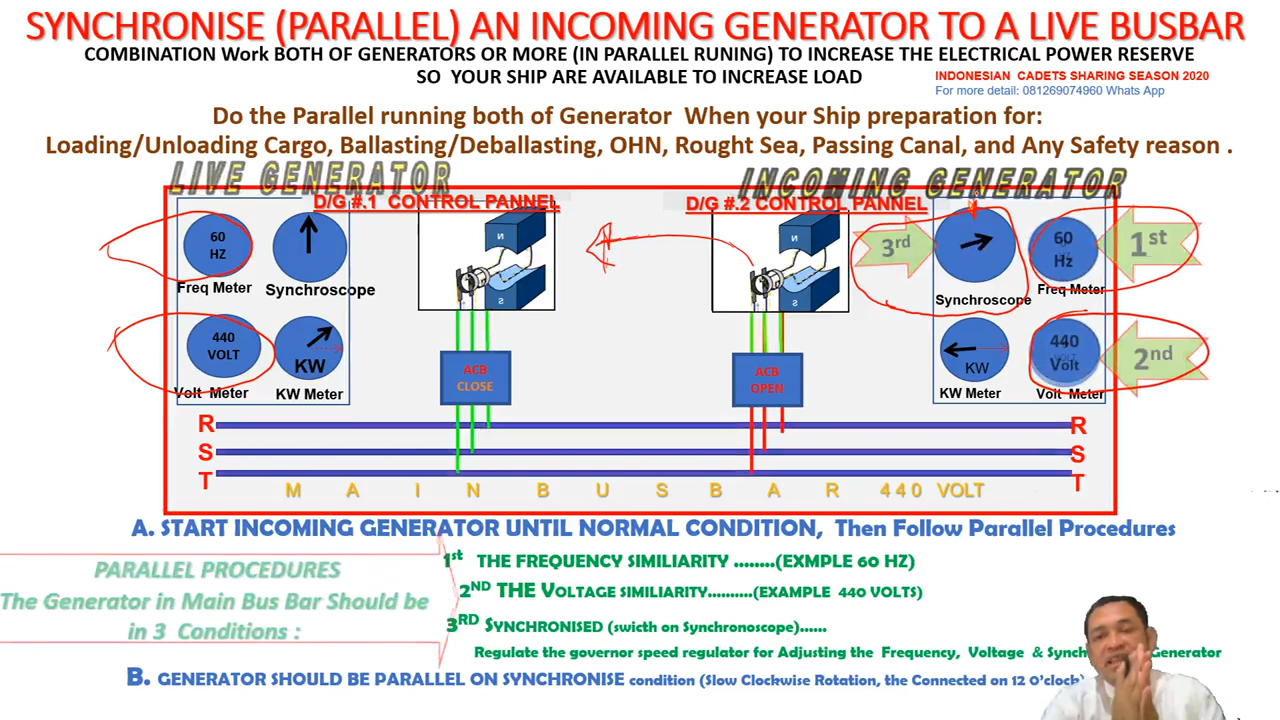 SYNCHRONISE (PARALLEL) AN INCOMING GENERATOR TO A LIVE BUSBAR
COMBINATION Work BOTH OF GENERATORS OR MORE (IN PARALLEL RUNING) TO INCREASE THE ELECTRICAL POWER RESERVE
SO YOUR SHIP ARE AVAILABLE TO INCREASE LOAD
INDONESIAN CADETS SHARING SEASON 2020
For more detail: 081269074960 Whats App
Do the Parallel running both of Generator When your Ship preparation for:
Loading/Unloading Cargo, Ballasting/Deballasting, OHN, Rought Sea, Passing Canal, and Any Safety reason .
LIVE GENERATOR
INCOMING GENERATOR
D/G #.1 CONTROL PANNEL
D/G #.2 CONTROL PANNEL
60
HZ
Freq Meter
Synchroscope
N
S
N
S
3rd
Synchroscope
60
Hz
Freq Meter
1st
440
VOLT
Volt Meter
KW
KW Meter
ACB
CLOSE
ACB
OPEN
KW
KW Meter
440
Volt
Volt Meter
2nd
R
S
T
R
S
T
MAIN BUSBAR 440 VOLT
A. START INCOMING GENERATOR UNTIL NORMAL CONDITION, Then Follow Parallel Procedures
PARALLEL PROCEDURES
The Generator in Main Bus Bar Should be
in 3 Conditions :
1st THE FREQUENCY SIMILIARITY ........(EXMPLE 60 HZ)
2ND THE VOLTAGE SIMILIARITY..........(EXAMPLE 440 VOLTS)
3RD SYNCHRONISED (swicth on Synchronoscope)......
Regulate the governor speed regulator for Adjusting the Frequency, Voltage & Synch Generator
B. GENERATOR SHOULD BE PARALLEL ON SYNCHRONISE condition (Slow Clockwise Rotation, the Connected on 12 O'clock)